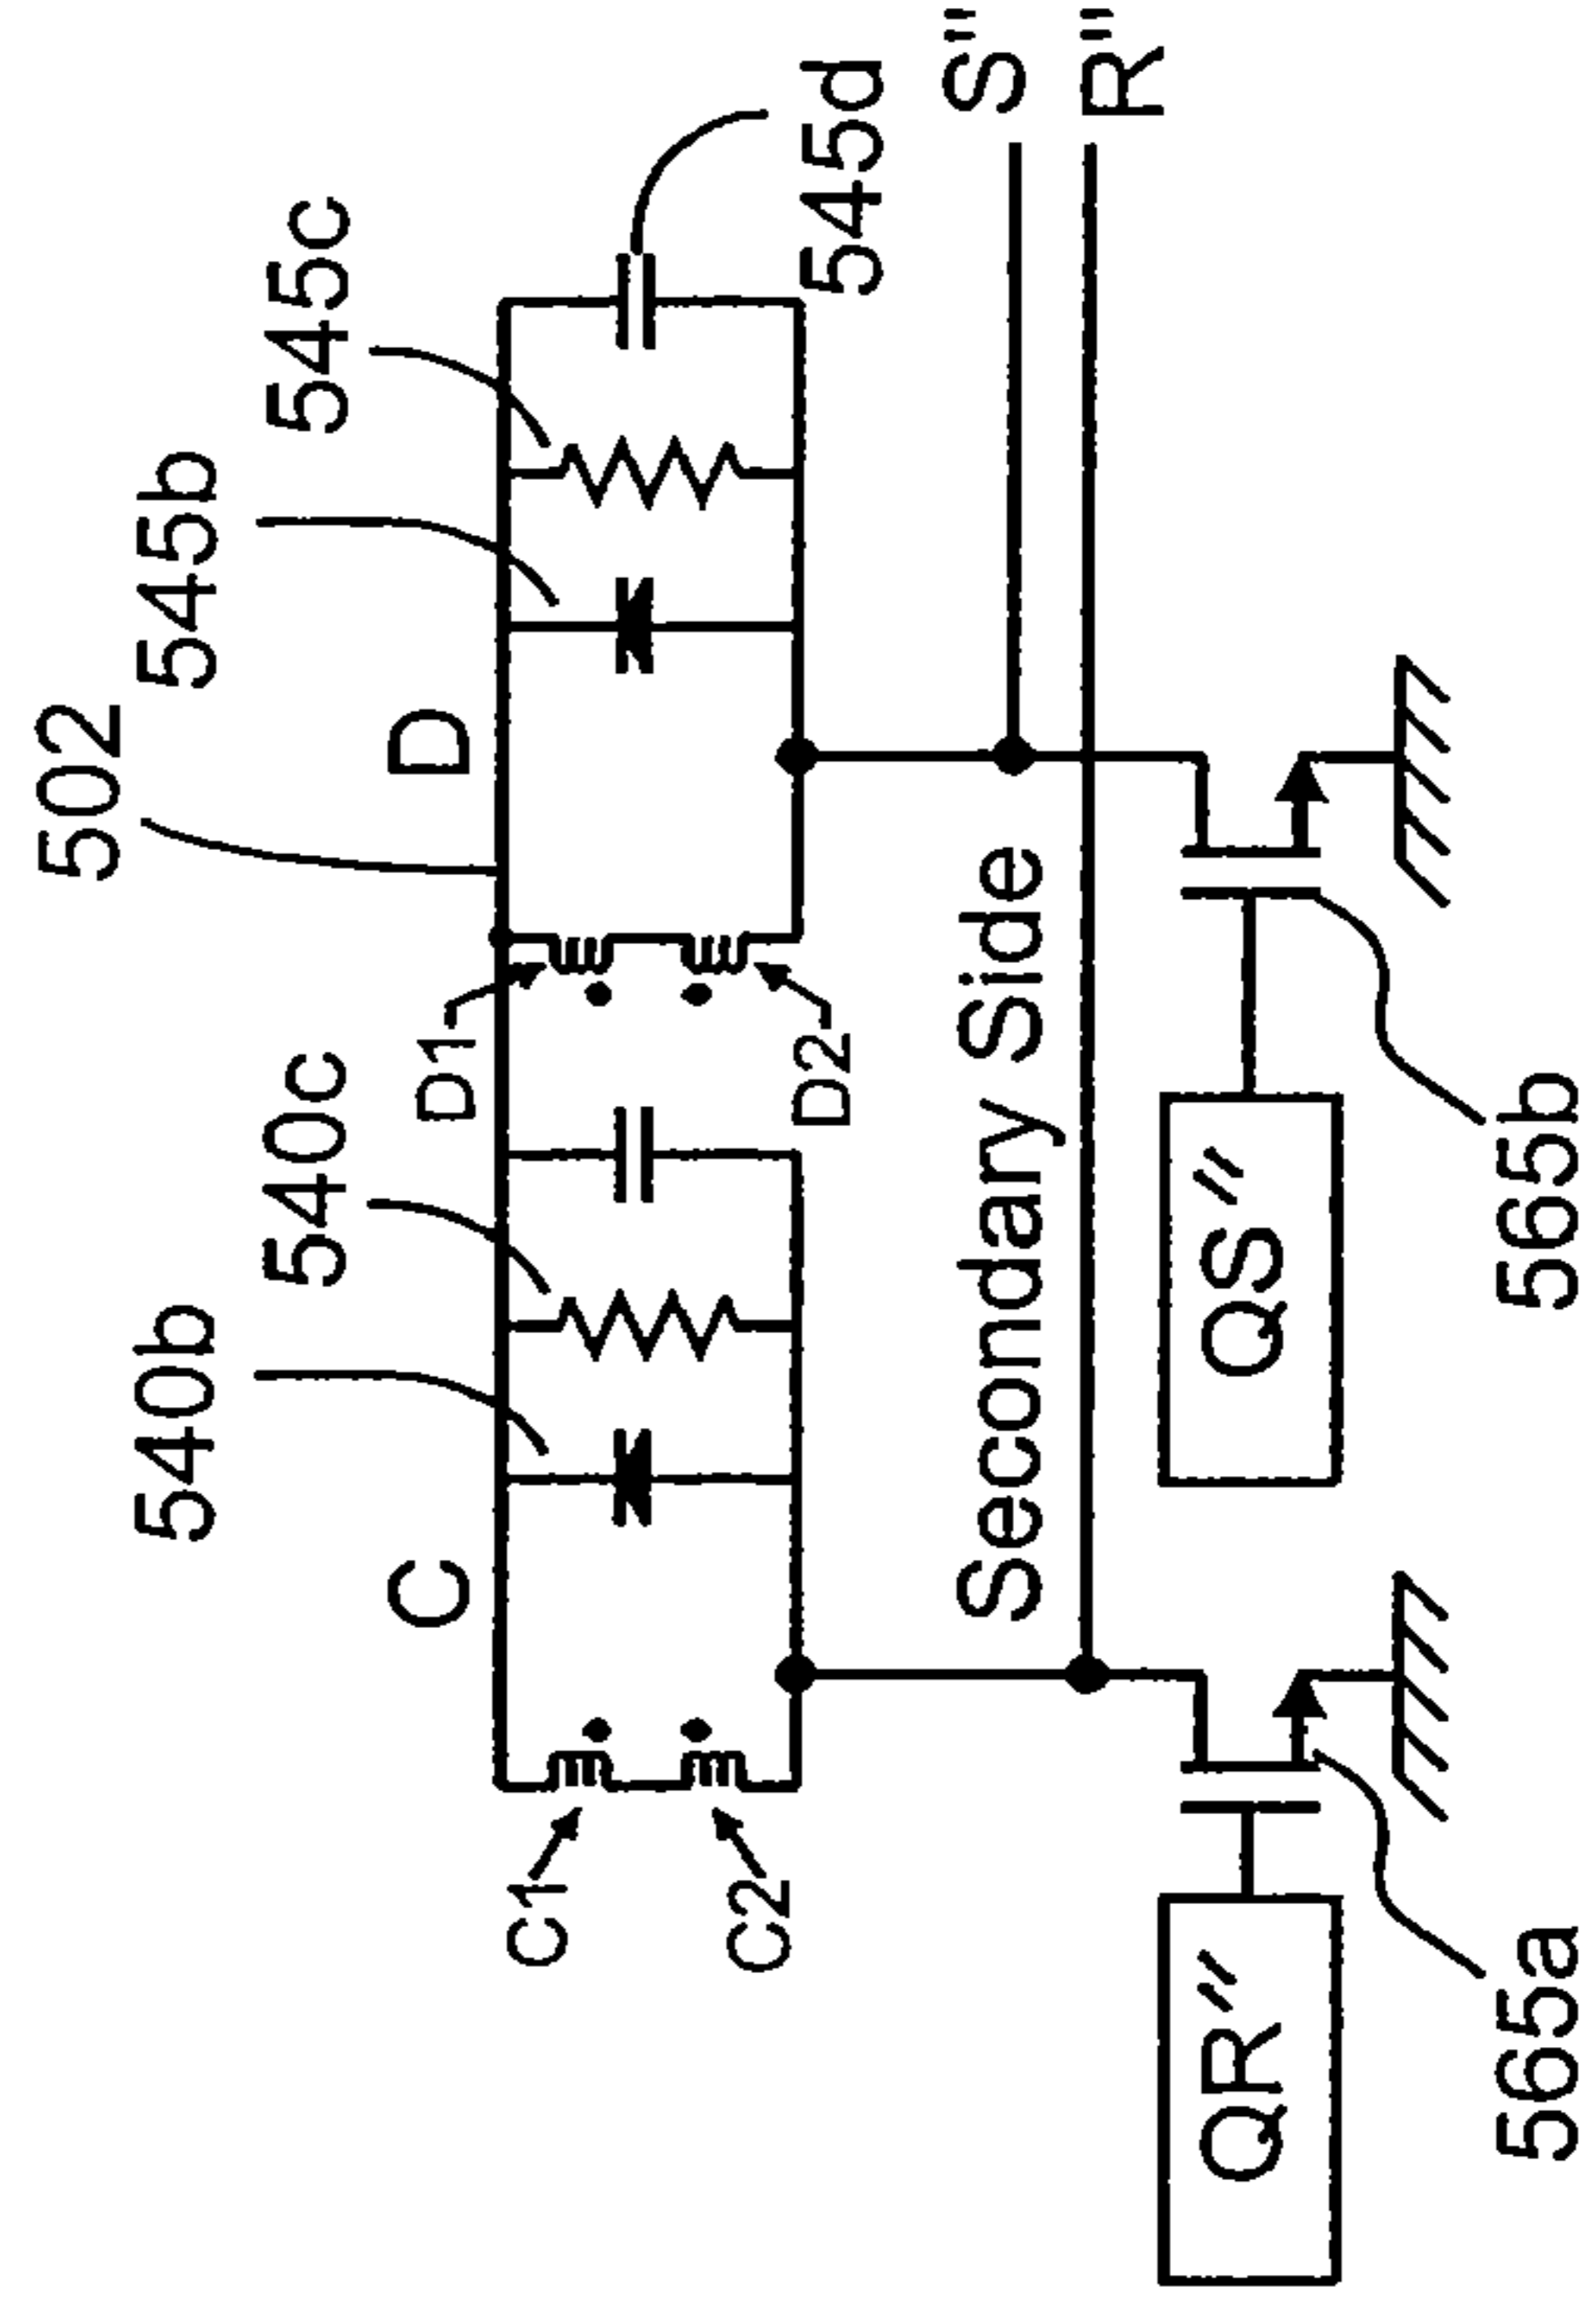 502
540b
545b
540c
545c
C
D
C1
C2
D1
D2
545d
Secondary Side
S"
R"
QR"
QS"
565a
565b